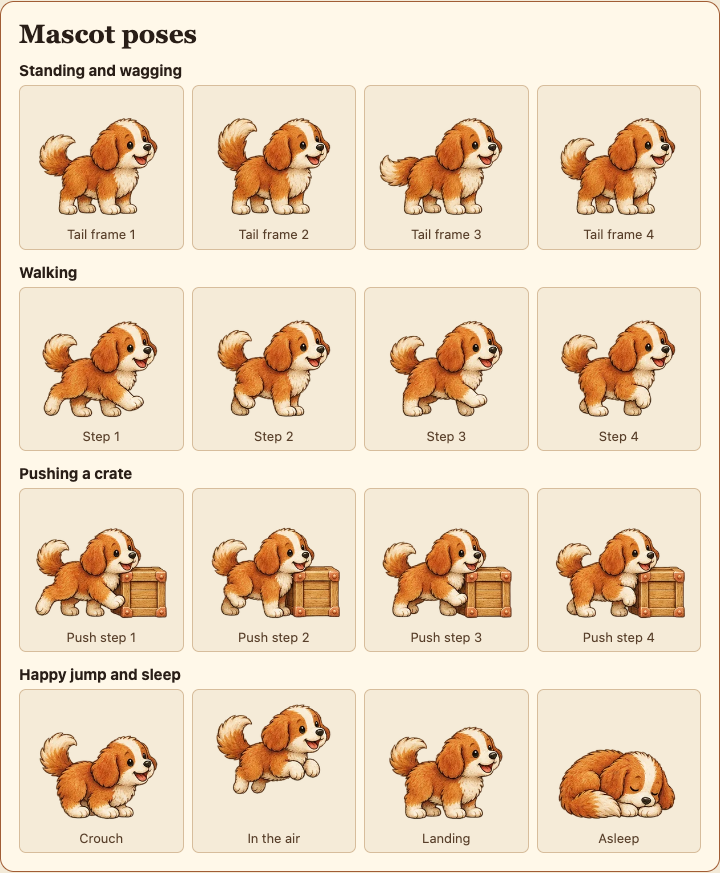 Mascot poses
Standing and wagging
Tail frame 1
Tail frame 2
Tail frame 3
Tail frame 4
Walking
Step 1
Step 2
Step 3
Step 4
Pushing a crate
Push step 1
Push step 2
Push step 3
Push step 4
Happy jump and sleep
Crouch
In the air
Landing
Asleep